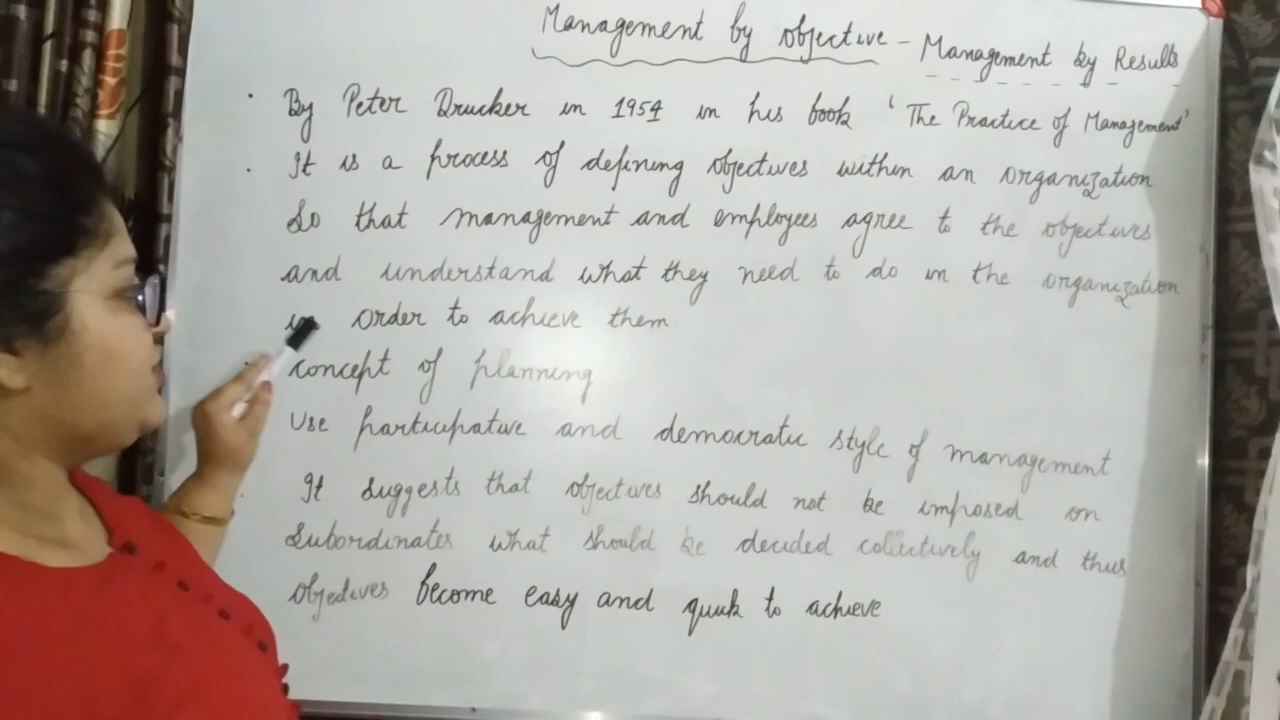 Management by objective - Management by Results
· By Peter Drucker in 1954 in his book 'The Practice of Management'
· It is a process of defining objectives within an organization
So that management and employees agree to the objectives
and understand what they need to do in the organization
in order to achieve them
· concept of planning
Use participative and democratic style of management
It suggests that objectives should not be imposed on
subordinates what should be decided collectively and thus
objectives become easy and quick to achieve